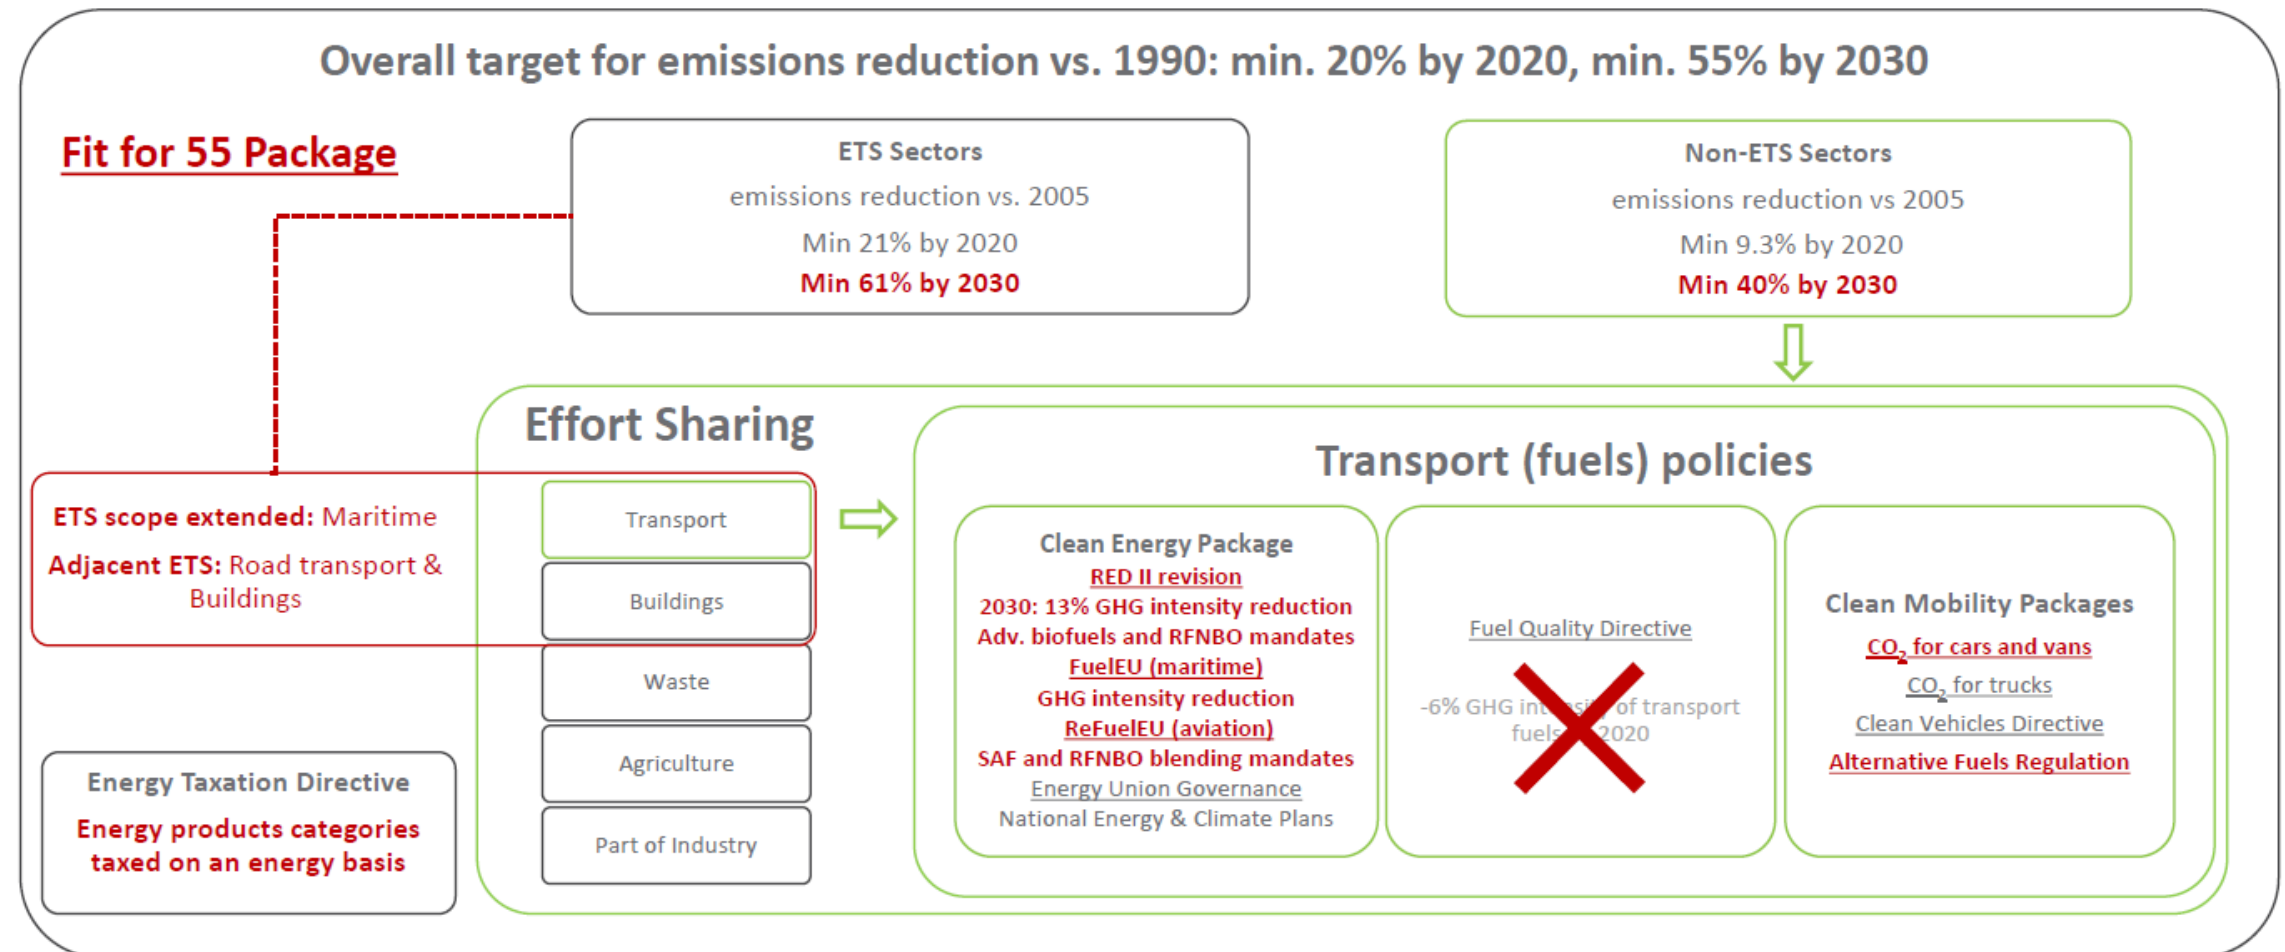 Overall target for emissions reduction vs. 1990: min. 20% by 2020, min. 55% by 2030
Fit for 55 Package
ETS Sectors
emissions reduction vs. 2005
Min 21% by 2020
Min 61% by 2030
Non-ETS Sectors
emissions reduction vs 2005
Min 9.3% by 2020
Min 40% by 2030
Effort Sharing
ETS scope extended: Maritime
Adjacent ETS: Road transport &
Buildings
Transport
Buildings
Waste
Agriculture
Part of Industry
Energy Taxation Directive
Energy products categories
taxed on an energy basis
Transport (fuels) policies
Clean Energy Package
RED II revision
2030: 13% GHG intensity reduction
Adv. biofuels and RFNBO mandates
FuelEU (maritime)
GHG intensity reduction
ReFuelEU (aviation)
SAF and RFNBO blending mandates
Energy Union Governance
National Energy & Climate Plans
Fuel Quality Directive
-6% GHG intensity of transport
fuels 2020
Clean Mobility Packages
CO₂ for cars and vans
CO₂ for trucks
Clean Vehicles Directive
Alternative Fuels Regulation